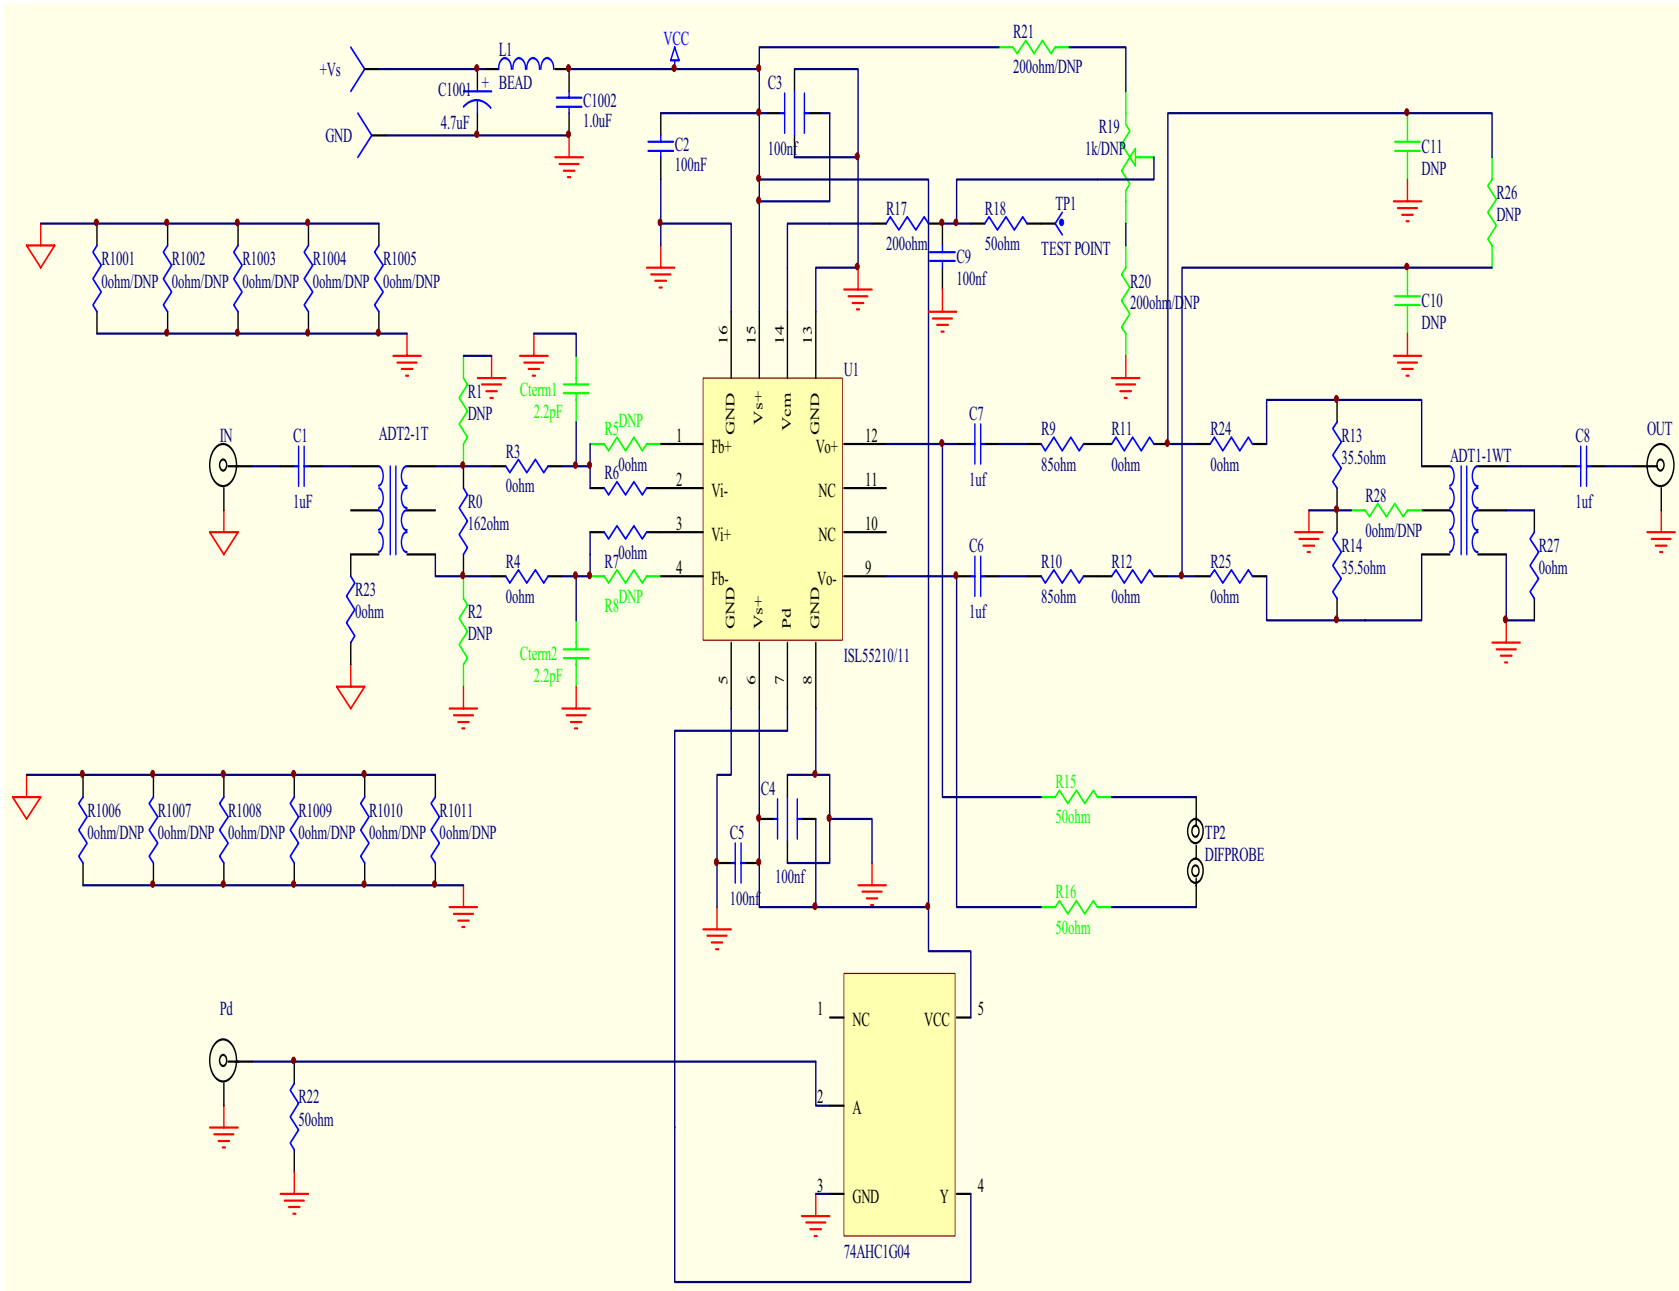 VCC
+Vs
L1
BEAD
C1001
+
4.7uF
C1002
1.0uF
GND
C2
100nF
C3
100nf
R21
200ohm/DNP
R19
1k/DNP
C11
DNP
R26
DNP
R17
200ohm
R18
50ohm
TP1
TEST POINT
C9
100nf
R20
200ohm/DNP
C10
DNP
R1001
0ohm/DNP
R1002
0ohm/DNP
R1003
0ohm/DNP
R1004
0ohm/DNP
R1005
0ohm/DNP
IN
C1
1uF
ADT2-1T
R1
DNP
R0
162ohm
R2
DNP
R23
0ohm
R3
0ohm
R4
0ohm
Cterm1
2.2pF
Cterm2
2.2pF
R5
DNP
0ohm
R6
0ohm
R7
R8
DNP
U1
16
15
14
13
GND
Vs+
Vcm
GND
1
Fb+
2
Vi-
3
Vi+
4
Fb-
12
Vo+
11
NC
10
NC
9
Vo-
GND
Vs+
Pd
GND
5
6
7
8
ISL55210/11
C7
1uf
R9
85ohm
R11
0ohm
R24
0ohm
C6
1uf
R10
85ohm
R12
0ohm
R25
0ohm
R13
35.5ohm
R28
0ohm/DNP
R14
35.5ohm
ADT1-1WT
C8
1uf
OUT
R27
0ohm
R1006
0ohm/DNP
R1007
0ohm/DNP
R1008
0ohm/DNP
R1009
0ohm/DNP
R1010
0ohm/DNP
R1011
0ohm/DNP
C4
100nf
C5
100nf
R15
50ohm
TP2
DIFPROBE
R16
50ohm
Pd
R22
50ohm
1
NC
VCC
5
2
A
3
GND
Y
4
74AHC1G04